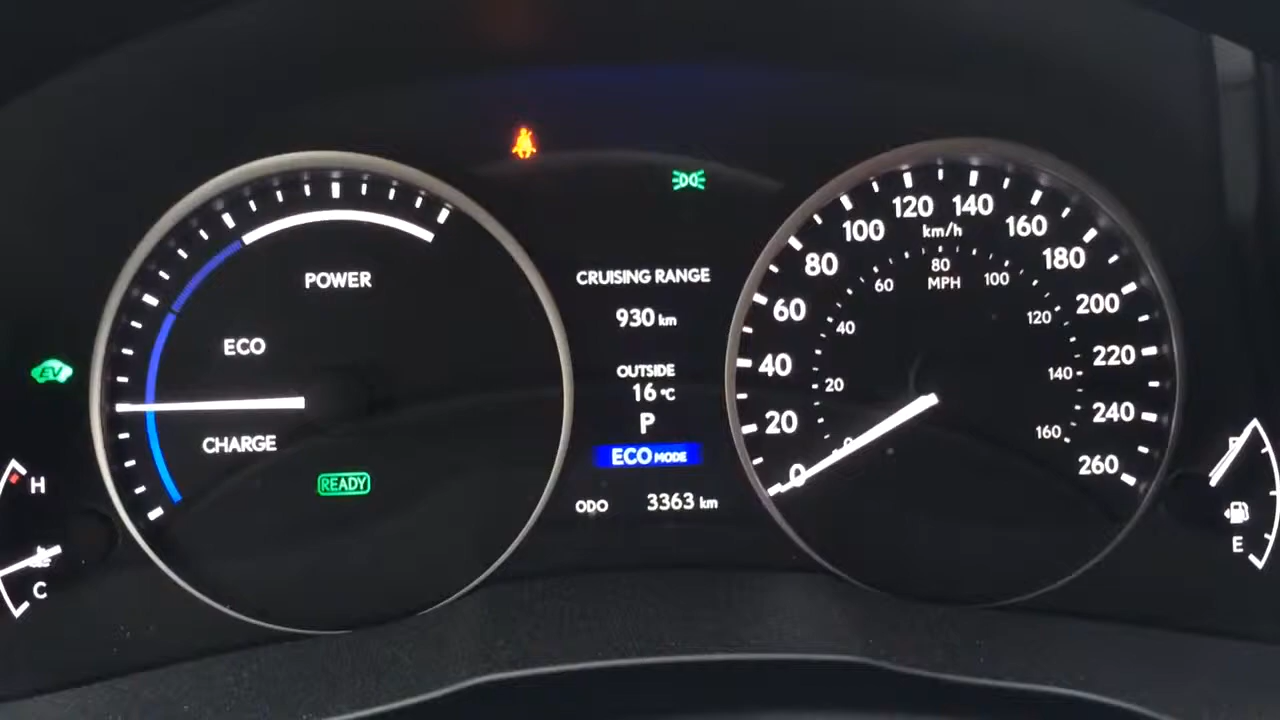 POWER
ECO
CHARGE
READY
EV
H
C
CRUISING RANGE
930 km
OUTSIDE
16 °C
P
ECO MODE
ODO 3363 km
0
20
40
60
80
100
120
140
160
180
200
220
240
260
km/h
0
20
40
60
80
100
120
140
160
MPH
F
E